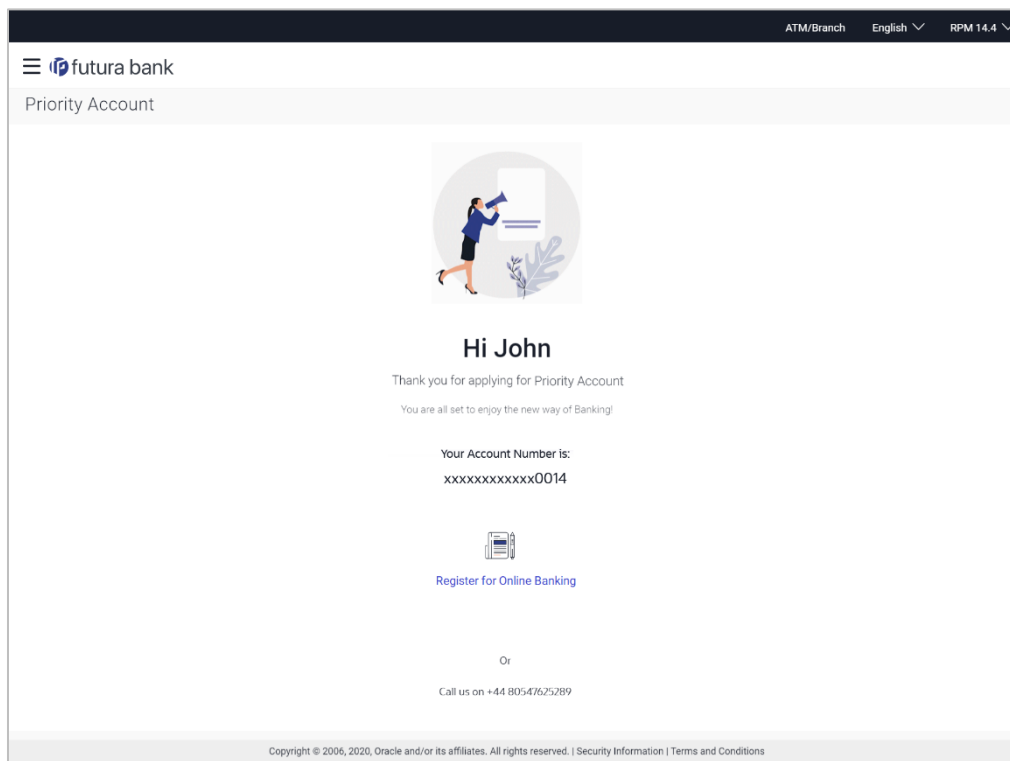 ATM/Branch English RPM 14.4
futura bank
Priority Account
Hi John
Thank you for applying for Priority Account
You are all set to enjoy the new way of Banking!
Your Account Number is:
xxxxxxxxxxxx0014
Register for Online Banking
Or
Call us on +44 80547625289
Copyright © 2006, 2020, Oracle and/or its affiliates. All rights reserved. | Security Information | Terms and Conditions